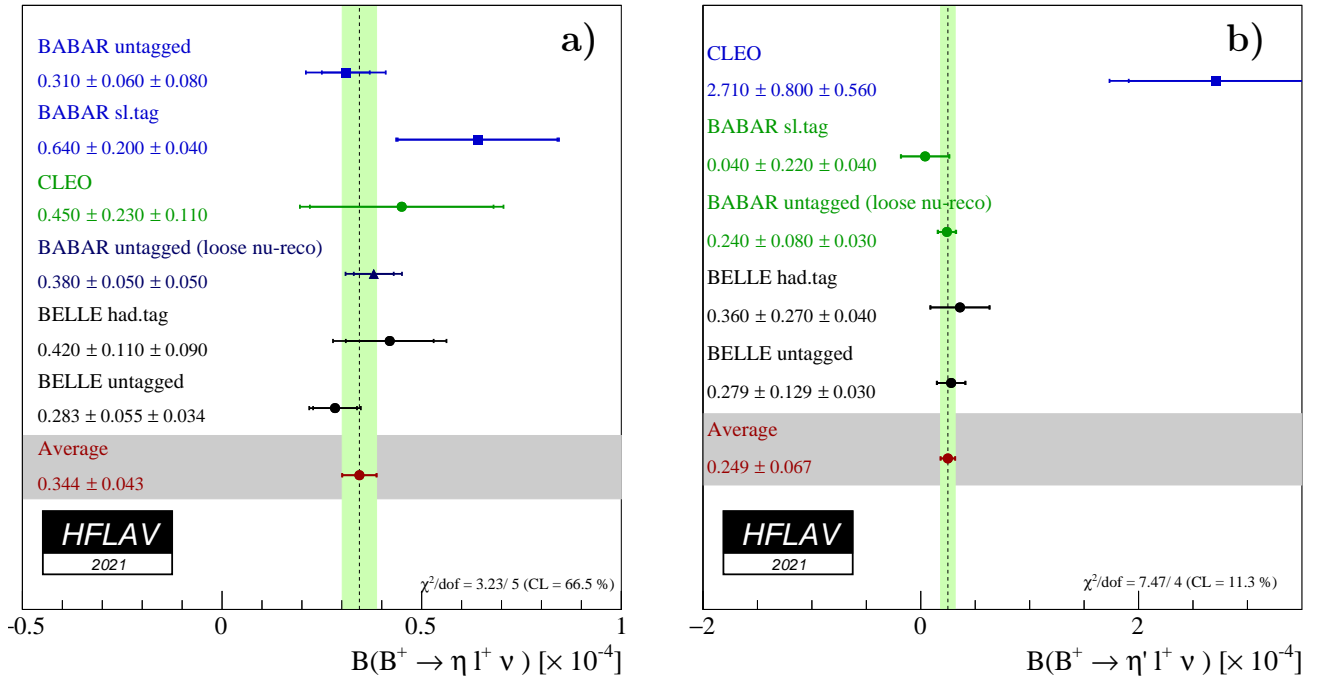 a)
BABAR untagged
0.310 ± 0.060 ± 0.080
BABAR sl.tag
0.640 ± 0.200 ± 0.040
CLEO
0.450 ± 0.230 ± 0.110
BABAR untagged (loose nu-reco)
0.380 ± 0.050 ± 0.050
BELLE had.tag
0.420 ± 0.110 ± 0.090
BELLE untagged
0.283 ± 0.055 ± 0.034
Average
0.344 ± 0.043
HFLAV
2021
χ²/dof = 3.23/ 5 (CL = 66.5 %)
-0.5 0 0.5 1
B(B⁺ → η l⁺ ν ) [× 10⁻⁴]
b)
CLEO
2.710 ± 0.800 ± 0.560
BABAR sl.tag
0.040 ± 0.220 ± 0.040
BABAR untagged (loose nu-reco)
0.240 ± 0.080 ± 0.030
BELLE had.tag
0.360 ± 0.270 ± 0.040
BELLE untagged
0.279 ± 0.129 ± 0.030
Average
0.249 ± 0.067
HFLAV
2021
χ²/dof = 7.47/ 4 (CL = 11.3 %)
−2 0 2
B(B⁺ → η' l⁺ ν ) [× 10⁻⁴]